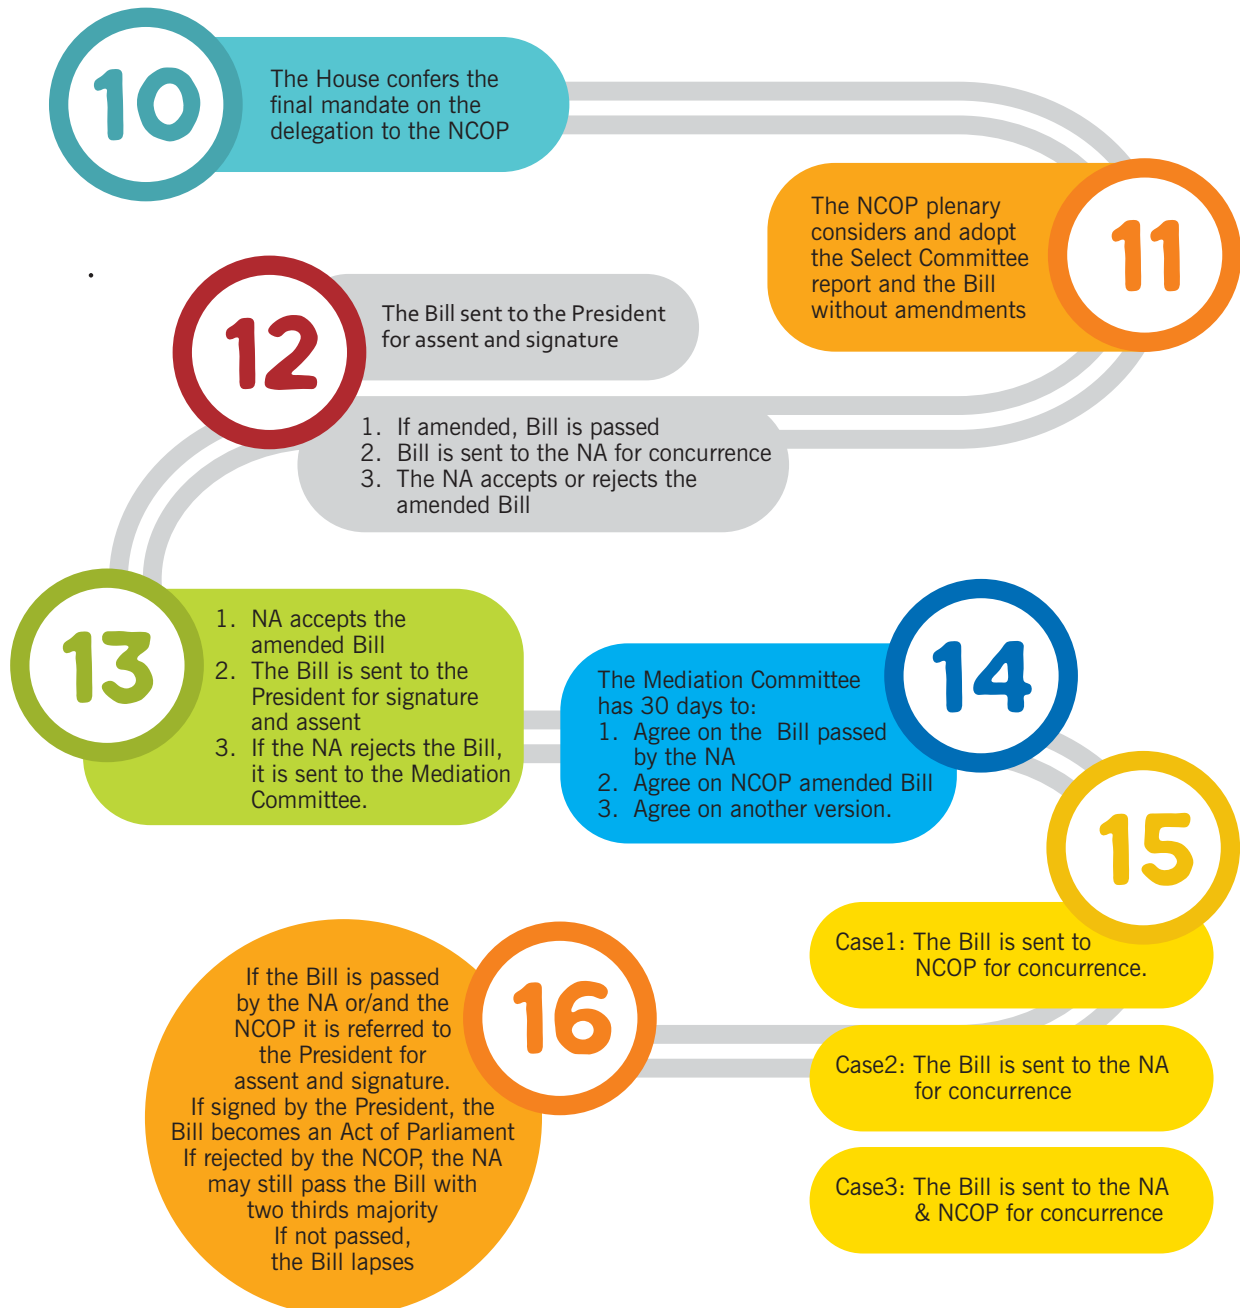 10
The House confers the
final mandate on the
delegation to the NCOP
11
The NCOP plenary
considers and adopt
the Select Committee
report and the Bill
without amendments
12
The Bill sent to the President
for assent and signature
1. If amended, Bill is passed
2. Bill is sent to the NA for concurrence
3. The NA accepts or rejects the
amended Bill
13
1. NA accepts the
amended Bill
2. The Bill is sent to the
President for signature
and assent
3. If the NA rejects the Bill,
it is sent to the Mediation
Committee.
14
The Mediation Committee
has 30 days to:
1. Agree on the Bill passed
by the NA
2. Agree on NCOP amended Bill
3. Agree on another version.
15
Case1: The Bill is sent to
NCOP for concurrence.
Case2: The Bill is sent to the NA
for concurrence
Case3: The Bill is sent to the NA
& NCOP for concurrence
16
If the Bill is passed
by the NA or/and the
NCOP it is referred to
the President for
assent and signature.
If signed by the President, the
Bill becomes an Act of Parliament
If rejected by the NCOP, the NA
may still pass the Bill with
two thirds majority
If not passed,
the Bill lapses